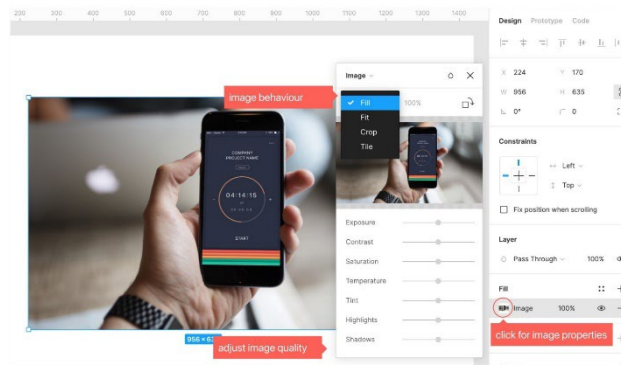 200 300 400 500 600 700 800 900 1000 1100 1200 1300 1400
Design Prototype Code
X 224 Y 170
W 956 H 635
0° 0
Constraints
Left
Top
Fix position when scrolling
Layer
Pass Through 100%
Fill
Image 100%
click for image properties
Image
image behaviour
Fill 100%
Fit
Crop
Tile
Exposure
Contrast
Saturation
Temperature
Tint
Highlights
Shadows
COMPANY
PROJECT NAME
04:14:15
START
956 × 63
adjust image quality